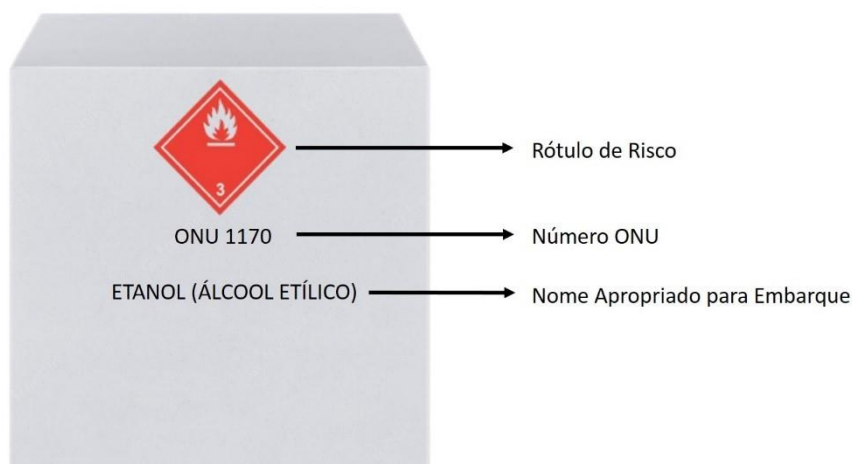 3
Rótulo de Risco
ONU 1170
Número ONU
ETANOL (ÁLCOOL ETÍLICO)
Nome Apropriado para Embarque